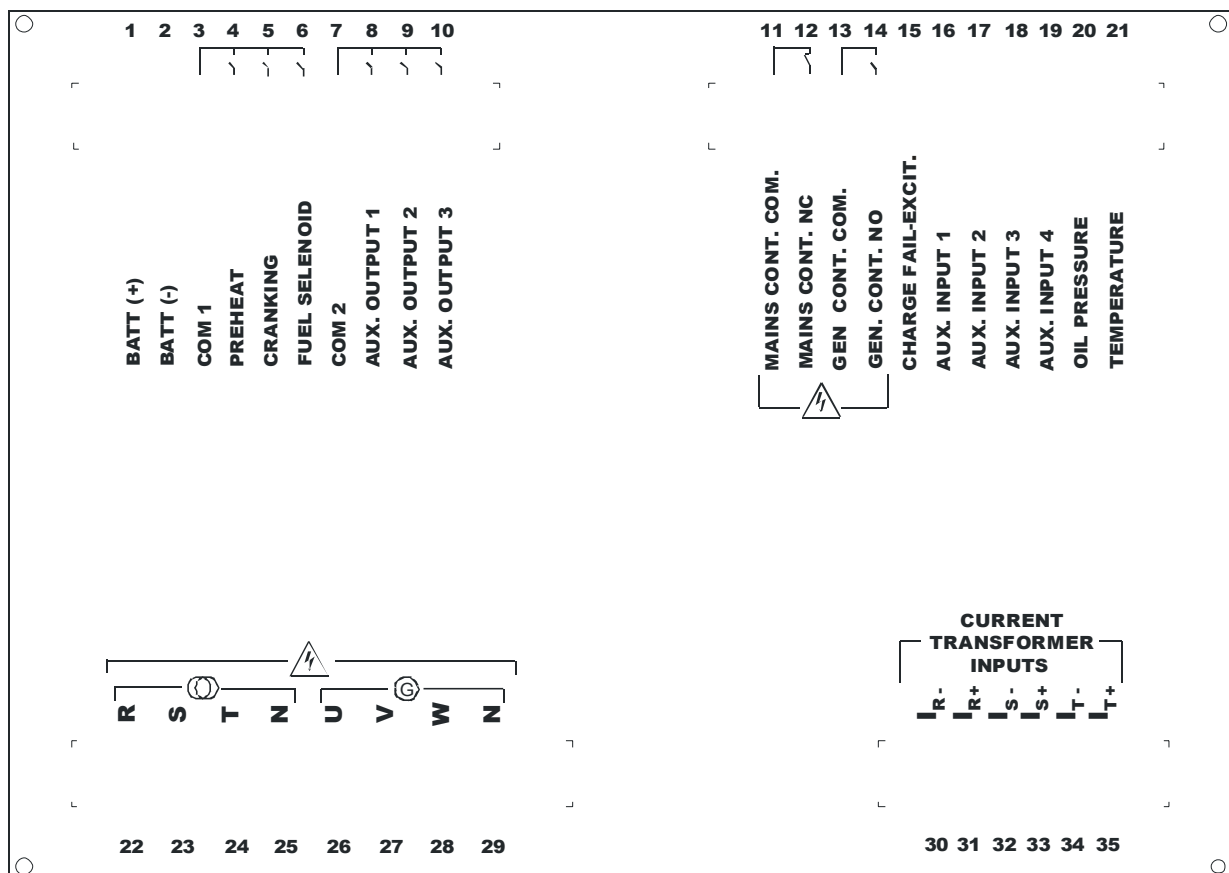 1 2 3 4 5 6 7 8 9 10
11 12 13 14 15 16 17 18 19 20 21
BATT (+)
BATT (-)
COM 1
PREHEAT
CRANKING
FUEL SELENOID
COM 2
AUX. OUTPUT 1
AUX. OUTPUT 2
AUX. OUTPUT 3
MAINS CONT. COM.
MAINS CONT. NC
GEN CONT. COM.
GEN. CONT. NO
CHARGE FAIL-EXCIT.
AUX. INPUT 1
AUX. INPUT 2
AUX. INPUT 3
AUX. INPUT 4
OIL PRESSURE
TEMPERATURE
G
R
S
T
N
U
V
W
N
CURRENT
TRANSFORMER
INPUTS
IR-
IR+
IS-
IS+
IT-
IT+
22 23 24 25 26 27 28 29
30 31 32 33 34 35